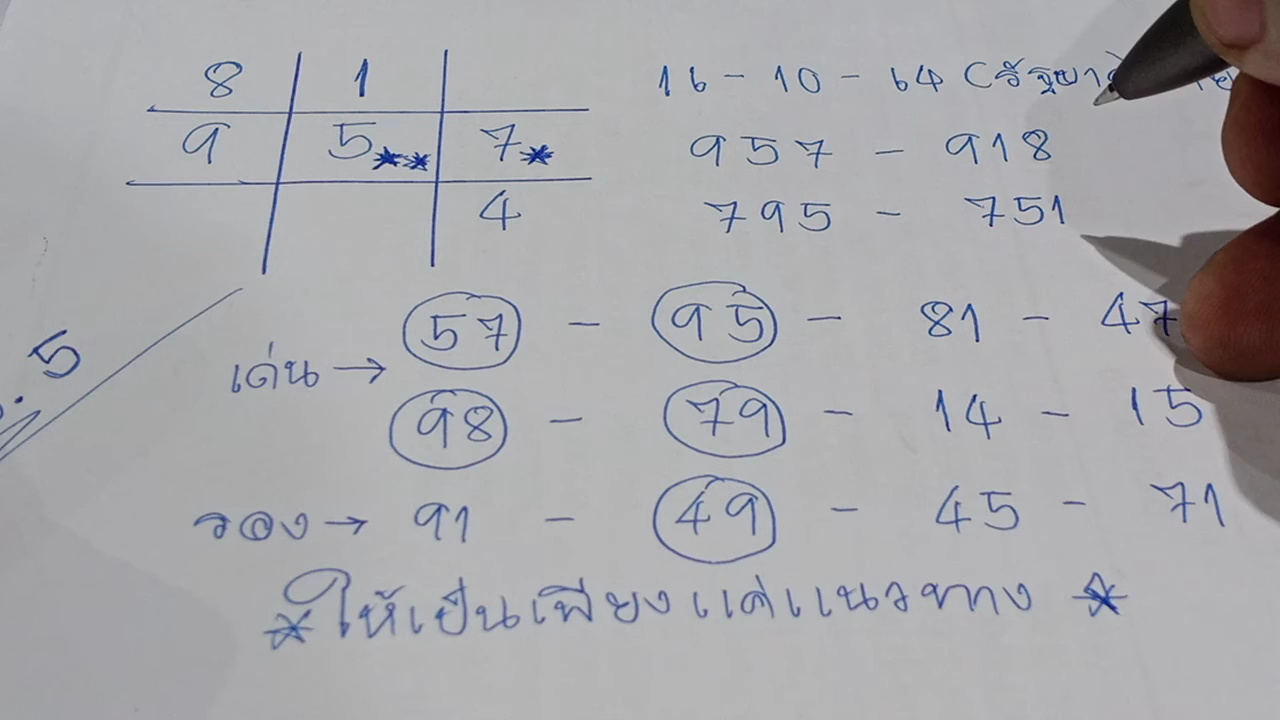 8 1
16 - 10 - 64 (
9 5** 7*
957 - 918
4
795 - 751
57 - 95 - 81 - 47
เด่น →
98 - 79 - 14 - 15
รอง → 91 - 49 - 45 - 71
* ให้เป็นเพียงแค่แนวทาง *
. 5